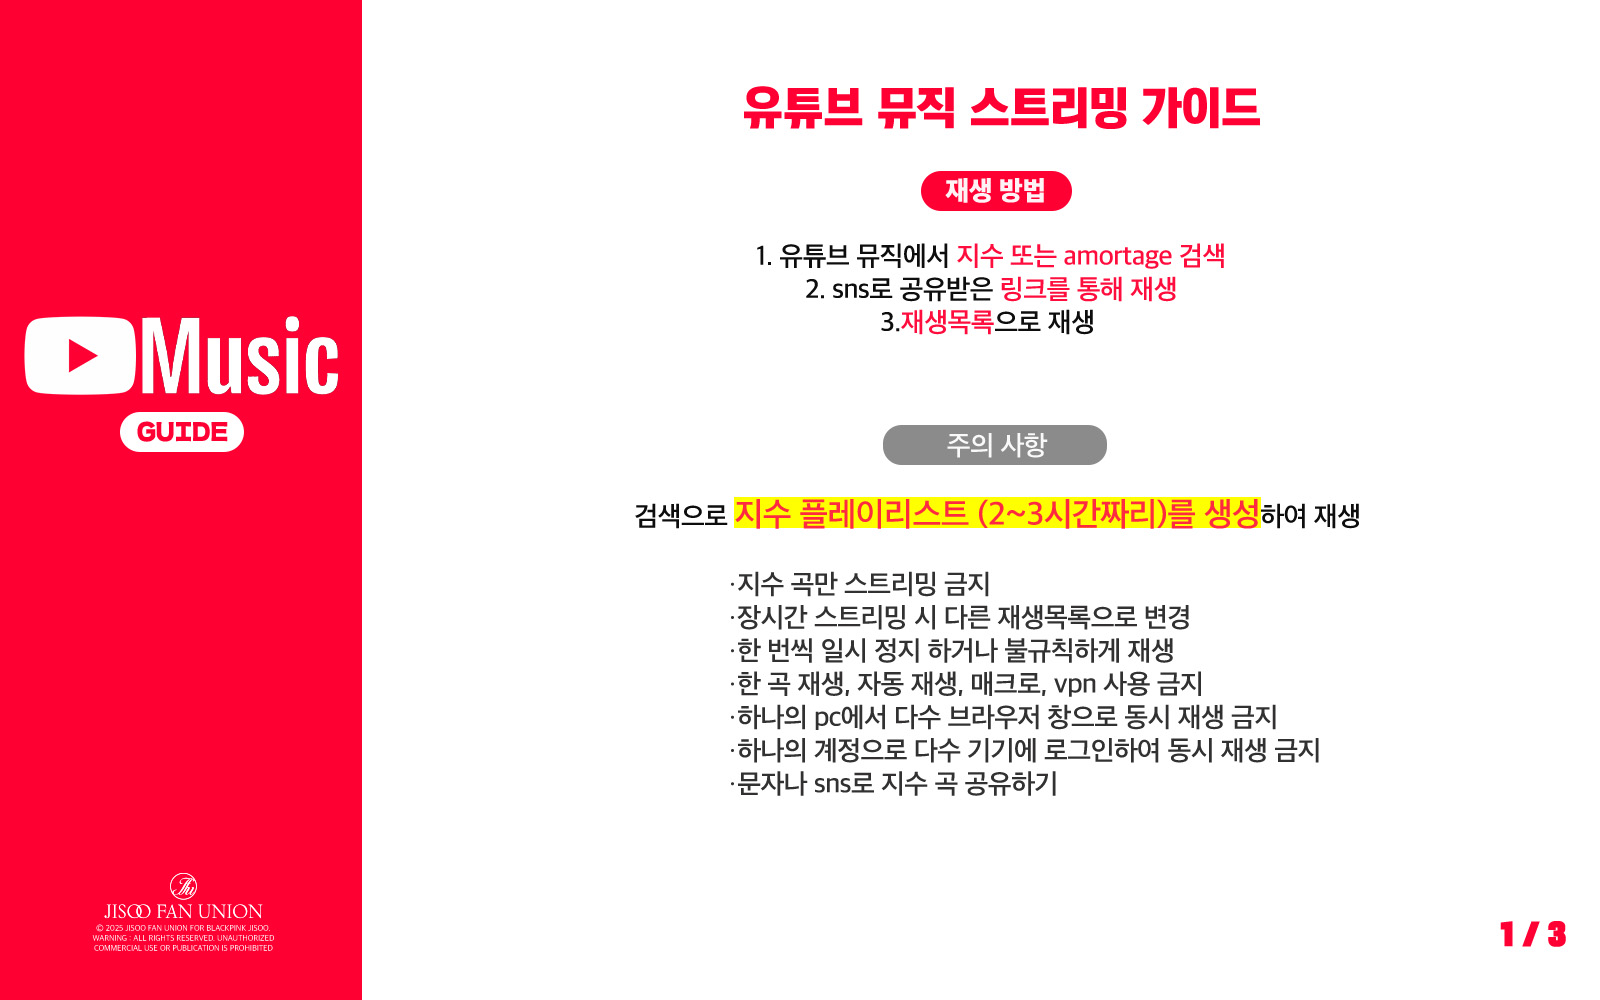 Music
GUIDE
JISOO FAN UNION
© 2025 JISOO FAN UNION FOR BLACKPINK JISOO.
WARNING : ALL RIGHTS RESERVED. UNAUTHORIZED
COMMERCIAL USE OR PUBLICATION IS PROHIBITED
유튜브 뮤직 스트리밍 가이드
재생 방법
1. 유튜브 뮤직에서 지수 또는 amortage 검색
2. sns로 공유받은 링크를 통해 재생
3.재생목록으로 재생
주의 사항
검색으로 지수 플레이리스트 (2~3시간짜리)를 생성하여 재생
·지수 곡만 스트리밍 금지
·장시간 스트리밍 시 다른 재생목록으로 변경
·한 번씩 일시 정지 하거나 불규칙하게 재생
·한 곡 재생, 자동 재생, 매크로, vpn 사용 금지
·하나의 pc에서 다수 브라우저 창으로 동시 재생 금지
·하나의 계정으로 다수 기기에 로그인하여 동시 재생 금지
·문자나 sns로 지수 곡 공유하기
1 / 3